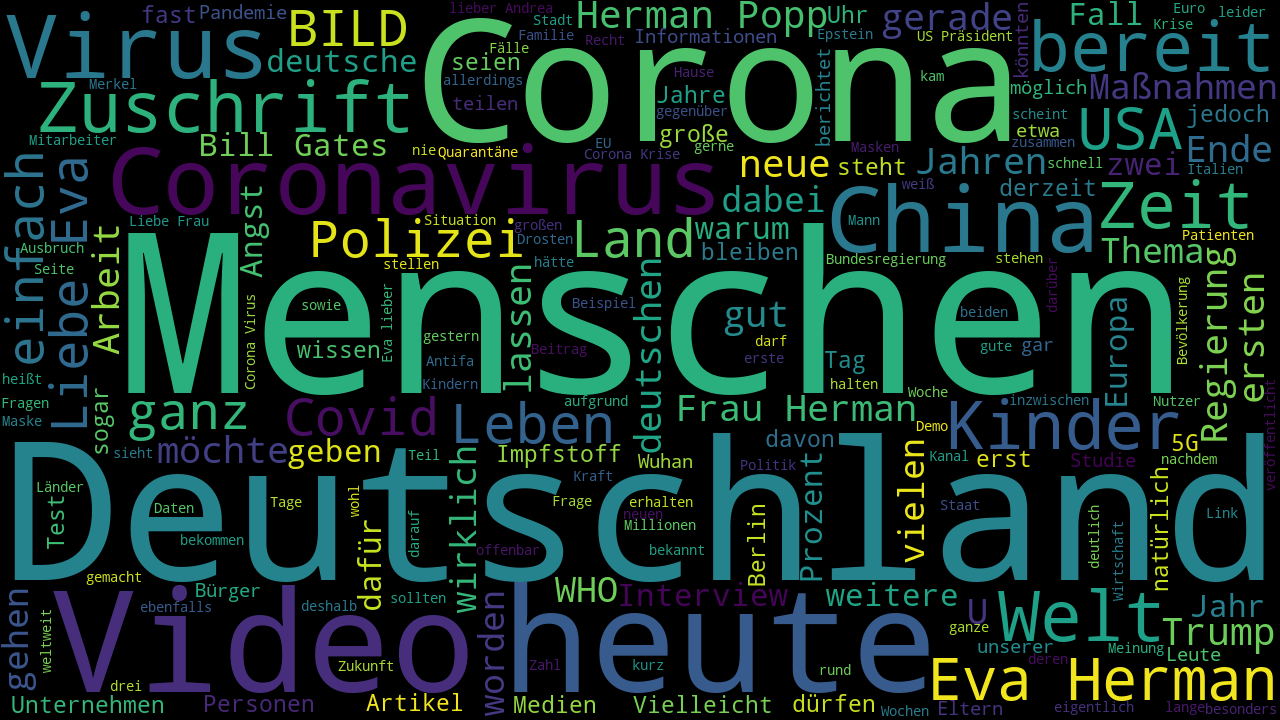 fast
Pandemie
lieber Andrea
Stadt
Herman Popp
Uhr
gerade
könnten
Fall
Euro
leider
Krise
Virus
BILD
deutsche
Familie
Recht
Informationen
Epstein
US Präsident
Corona
bereit
Fälle
seien
allerdings
teilen
Merkel
Zuschrift
Hause
Jahre
gegenüber
große
berichtet
kam
möglich
Maßnahmen
scheint
etwa
USA
jedoch
zusammen
Mitarbeiter
Bill Gates
nie
Quarantäne
EU
Corona Krise
gerne
neue
Masken
steht
Jahren
schnell
zwei
Ende
Italien
einfach
Liebe Eva
Coronavirus
dabei
weiß
derzeit
China
Zeit
Angst
Liebe Frau
Situation
großen
Polizei
Drosten
Land
warum
bleiben
Mann
Thema
Patienten
Ausbruch
Seite
Arbeit
stellen
hätte
Bundesregierung
stehen
darüber
Regierung
ersten
Menschen
Corona Virus
sowie
Eva lieber
gestern
lassen
Beispiel
deutschen
gut
darf
erste
beiden
gute
gar
Europa
Bevölkerung
wissen
Antifa
Kindern
Beitrag
Tag
halten
Woche
inzwischen
Nutzer
veröffentlicht
heißt
Fragen
Maske
sogar
ganz
Covid
Leben
aufgrund
Frau Herman
Demo
Kinder
5G
sieht
möchte
geben
Teil
Impfstoff
Wuhan
davon
Politik
Kanal
erst
Studie
nachdem
Deutschland
Länder
Test
Daten
Tage
wohl
dafür
darauf
wirklich
Kraft
Frage
erhalten
neuen
Millionen
bekannt
Berlin
Prozent
vielen
Staat
deutlich
Wirtschaft
natürlich
Link
bekommen
offenbar
gemacht
Bürger
gehen
weltweit
ebenfalls
deshalb
sollten
Video
worden
heute
WHO
Interview
weitere
U
ganze
Welt
unserer
Meinung
Jahr
Trump
Leute
deren
Zukunft
Zahl
kurz
rund
drei
Unternehmen
Personen
Artikel
Medien
Vielleicht
dürfen
Wochen
Eva Herman
Eltern
eigentlich
lange
besonders